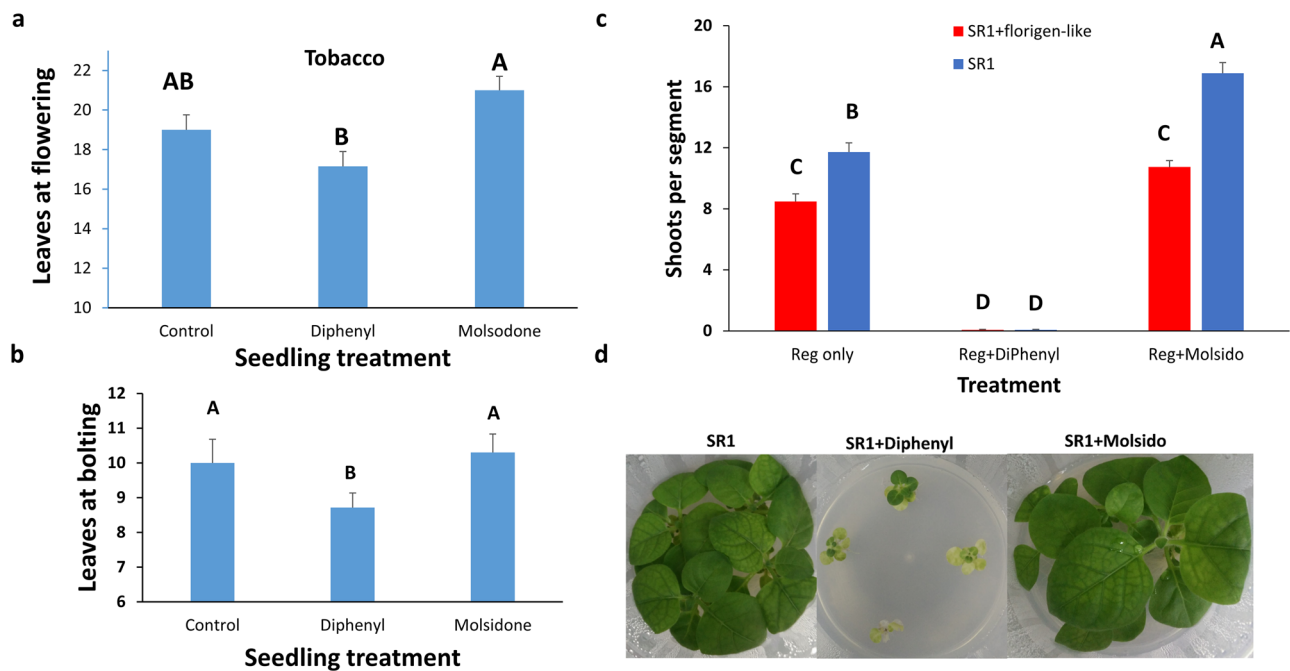 a
Tobacco
Leaves at flowering
22
20
18
16
14
12
10
AB
B
A
Control
Diphenyl
Molsodone
Seedling treatment
b
Leaves at bolting
12
11
10
9
8
7
6
A
B
A
Control
Diphenyl
Molsidone
Seedling treatment
c
SR1+florigen-like
SR1
Shoots per segment
20
16
12
8
4
0
C
B
D
D
C
A
Reg only
Reg+DiPhenyl
Reg+Molsido
Treatment
d
SR1
SR1+Diphenyl
SR1+Molsido